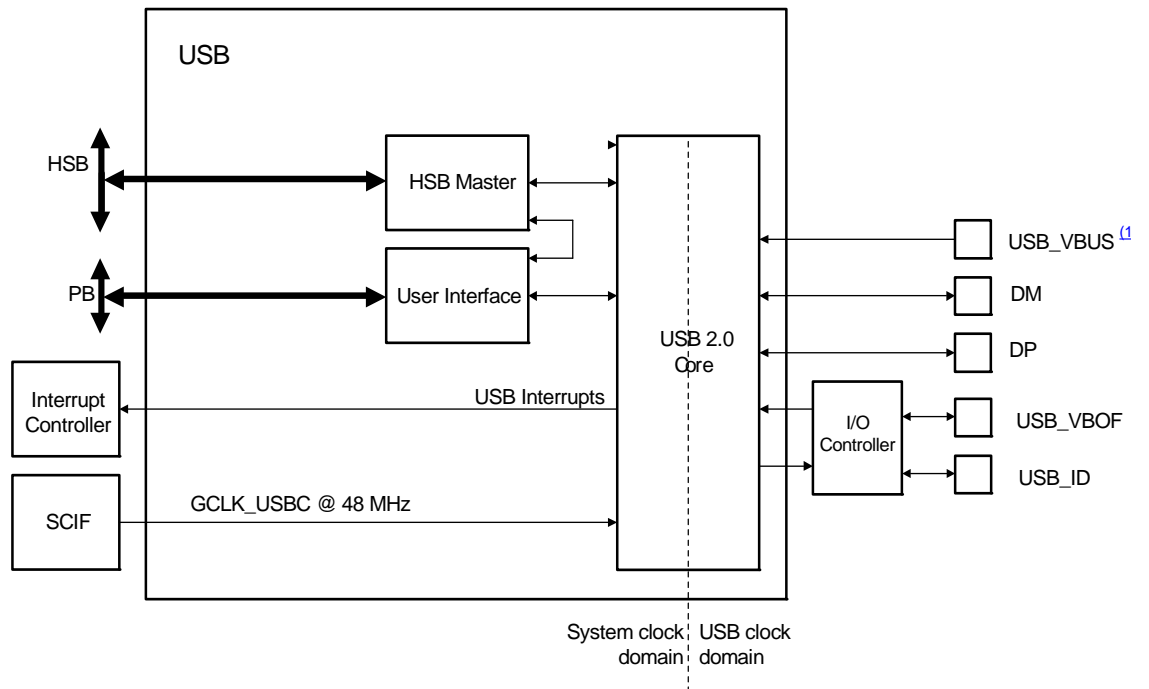 USB
HSB
HSB Master
PB
User Interface
USB_VBUS (1
DM
DP
USB 2.0
Core
Interrupt
Controller
USB Interrupts
I/O
Controller
USB_VBOF
USB_ID
SCIF
GCLK_USBC @ 48 MHz
System clock
domain
USB clock
domain